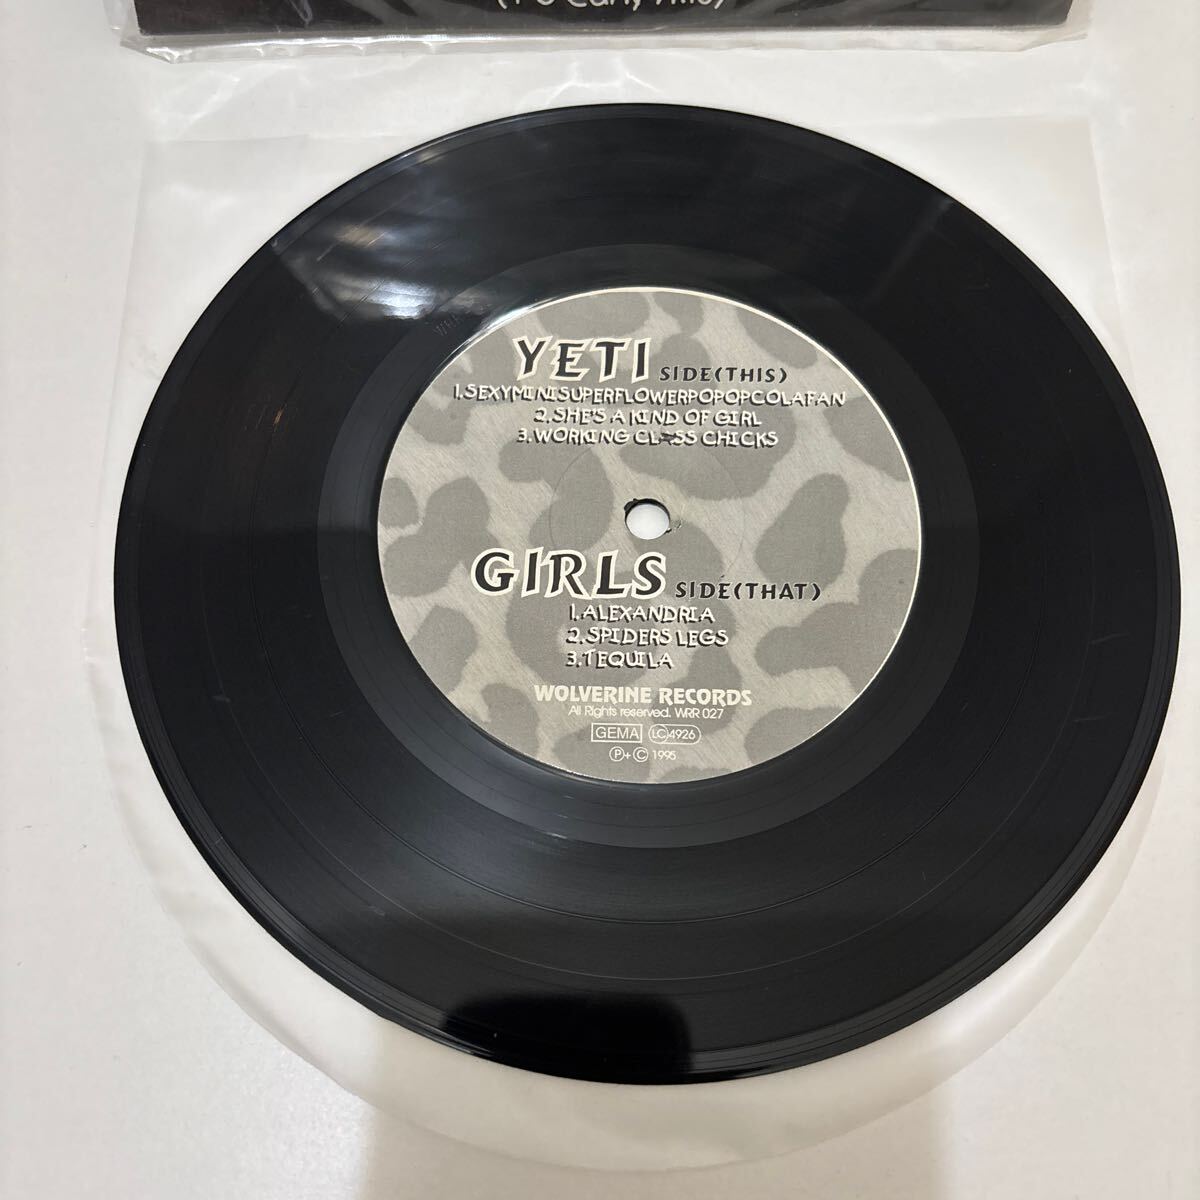 YETI SIDE(THIS)
1.SEXYMINISUPERFLOWERPOPOPCOLAFAN
2.SHE'S A KIND OF GIRL
3.WORKING CLASS CHICKS
GIRLS SIDE(THAT)
1.ALEXANDRIA
2.SPIDERS LEGS
3.TEQUILA
WOLVERINE RECORDS
All Rights reserved. WRR 027
GEMA LC 4926
P+C 1995